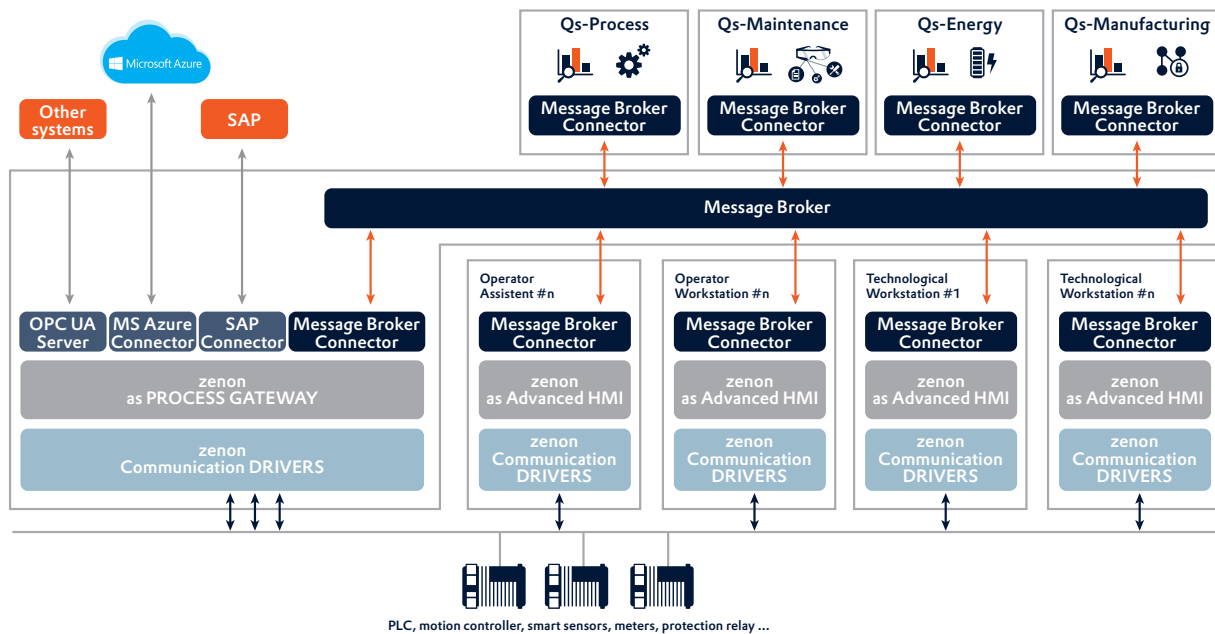 Qs-Process
Qs-Maintenance
Qs-Energy
Qs-Manufacturing
Microsoft Azure
Other
systems
SAP
Message Broker
Connector
Message Broker
Connector
Message Broker
Connector
Message Broker
Connector
Message Broker
Operator
Assistent #n
Operator
Workstation #n
Technological
Workstation #1
Technological
Workstation #n
OPC UA
Server
MS Azure
Connector
SAP
Connector
Message Broker
Connector
Message Broker
Connector
Message Broker
Connector
Message Broker
Connector
Message Broker
Connector
zenon
as PROCESS GATEWAY
zenon
as Advanced HMI
zenon
as Advanced HMI
zenon
as Advanced HMI
zenon
as Advanced HMI
zenon
Communication DRIVERS
zenon
Communication
DRIVERS
zenon
Communication
DRIVERS
zenon
Communication
DRIVERS
zenon
Communication
DRIVERS
PLC, motion controller, smart sensors, meters, protection relay ...